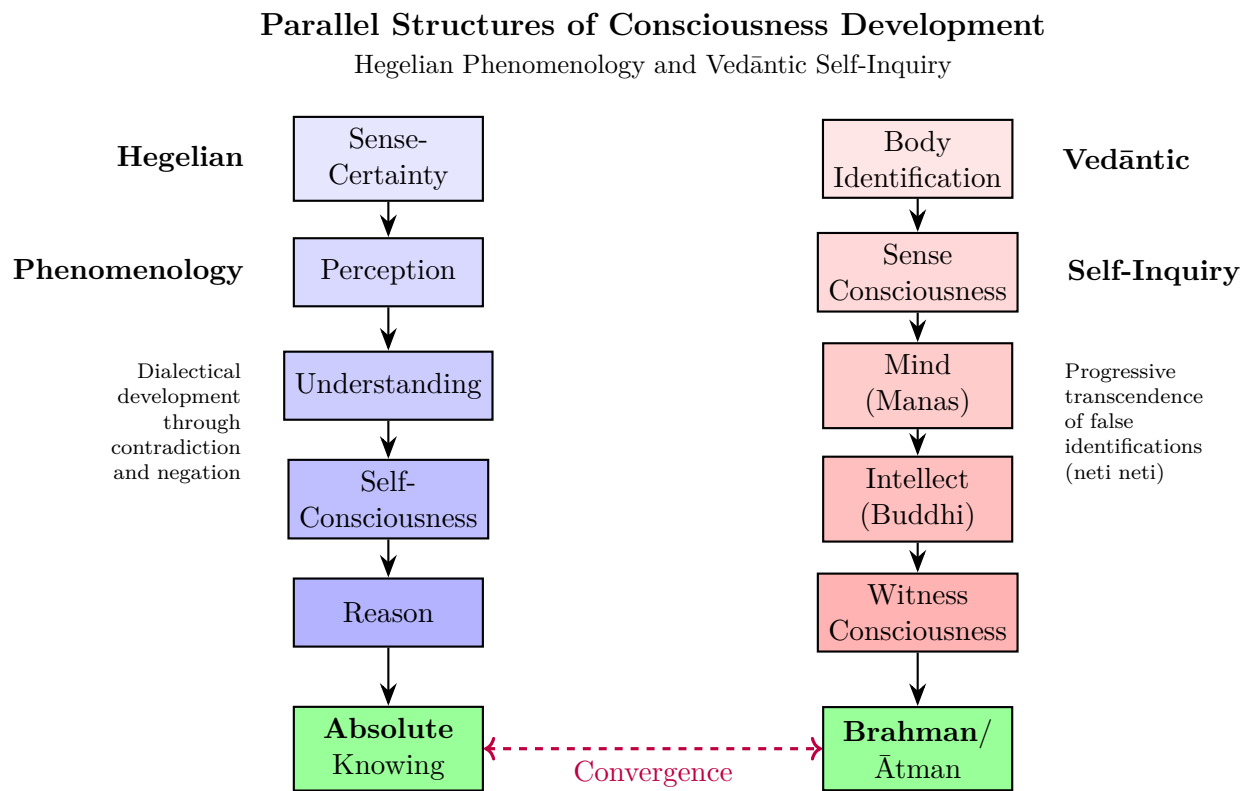 Parallel Structures of Consciousness Development
Hegelian Phenomenology and Vedāntic Self-Inquiry
Hegelian
Phenomenology
Dialectical
development
through
contradiction
and negation
Sense-
Certainty
Perception
Understanding
Self-
Consciousness
Reason
Absolute
Knowing
Convergence
Body
Identification
Sense
Consciousness
Mind
(Manas)
Intellect
(Buddhi)
Witness
Consciousness
Brahman/
Ātman
Vedāntic
Self-Inquiry
Progressive
transcendence
of false
identifications
(neti neti)